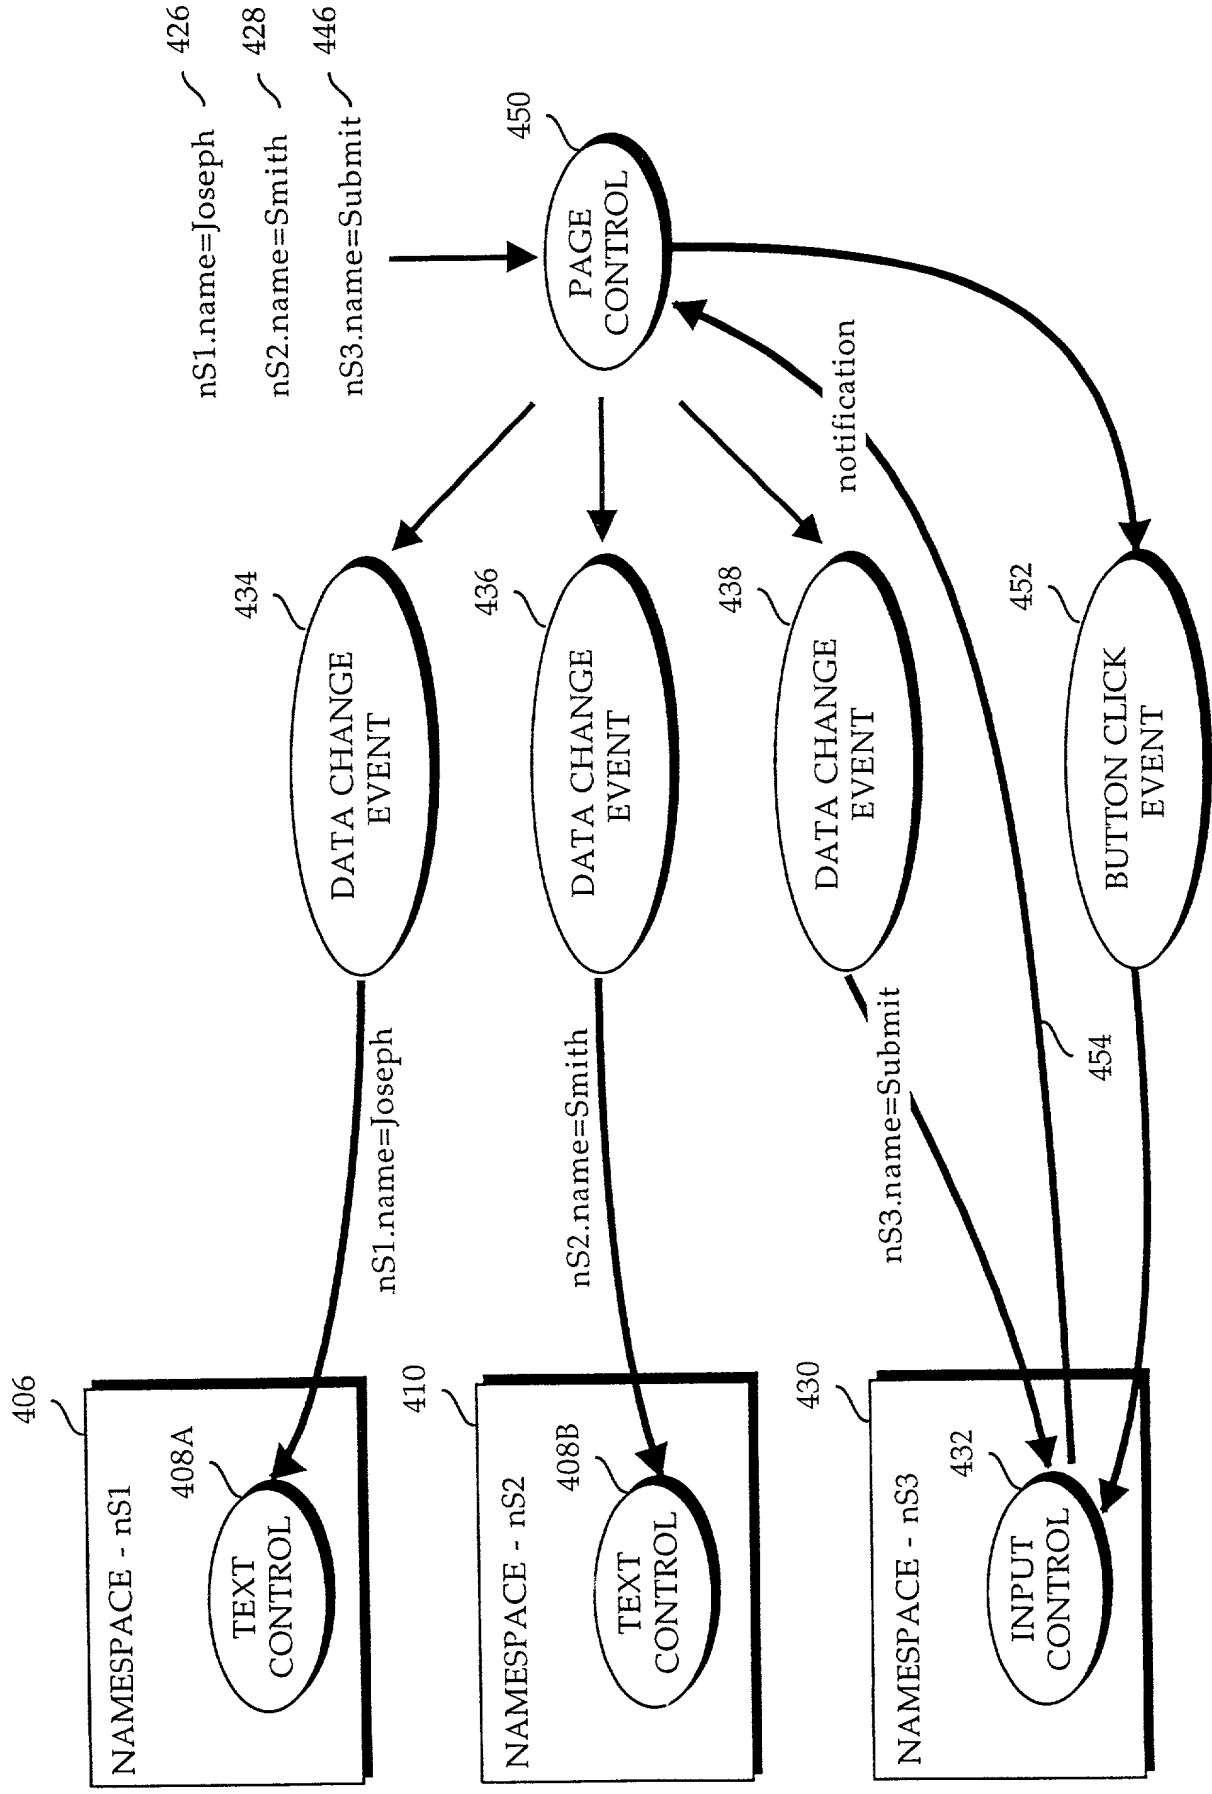 nS1.name=Joseph 426
nS2.name=Smith 428
nS3.name=Submit 446
450
PAGE
CONTROL
434
DATA CHANGE
EVENT
436
DATA CHANGE
EVENT
438
DATA CHANGE
EVENT
452
BUTTON CLICK
EVENT
notification
454
nS1.name=Joseph
nS2.name=Smith
nS3.name=Submit
406
NAMESPACE - nS1
408A
TEXT
CONTROL
410
NAMESPACE - nS2
408B
TEXT
CONTROL
430
NAMESPACE - nS3
432
INPUT
CONTROL